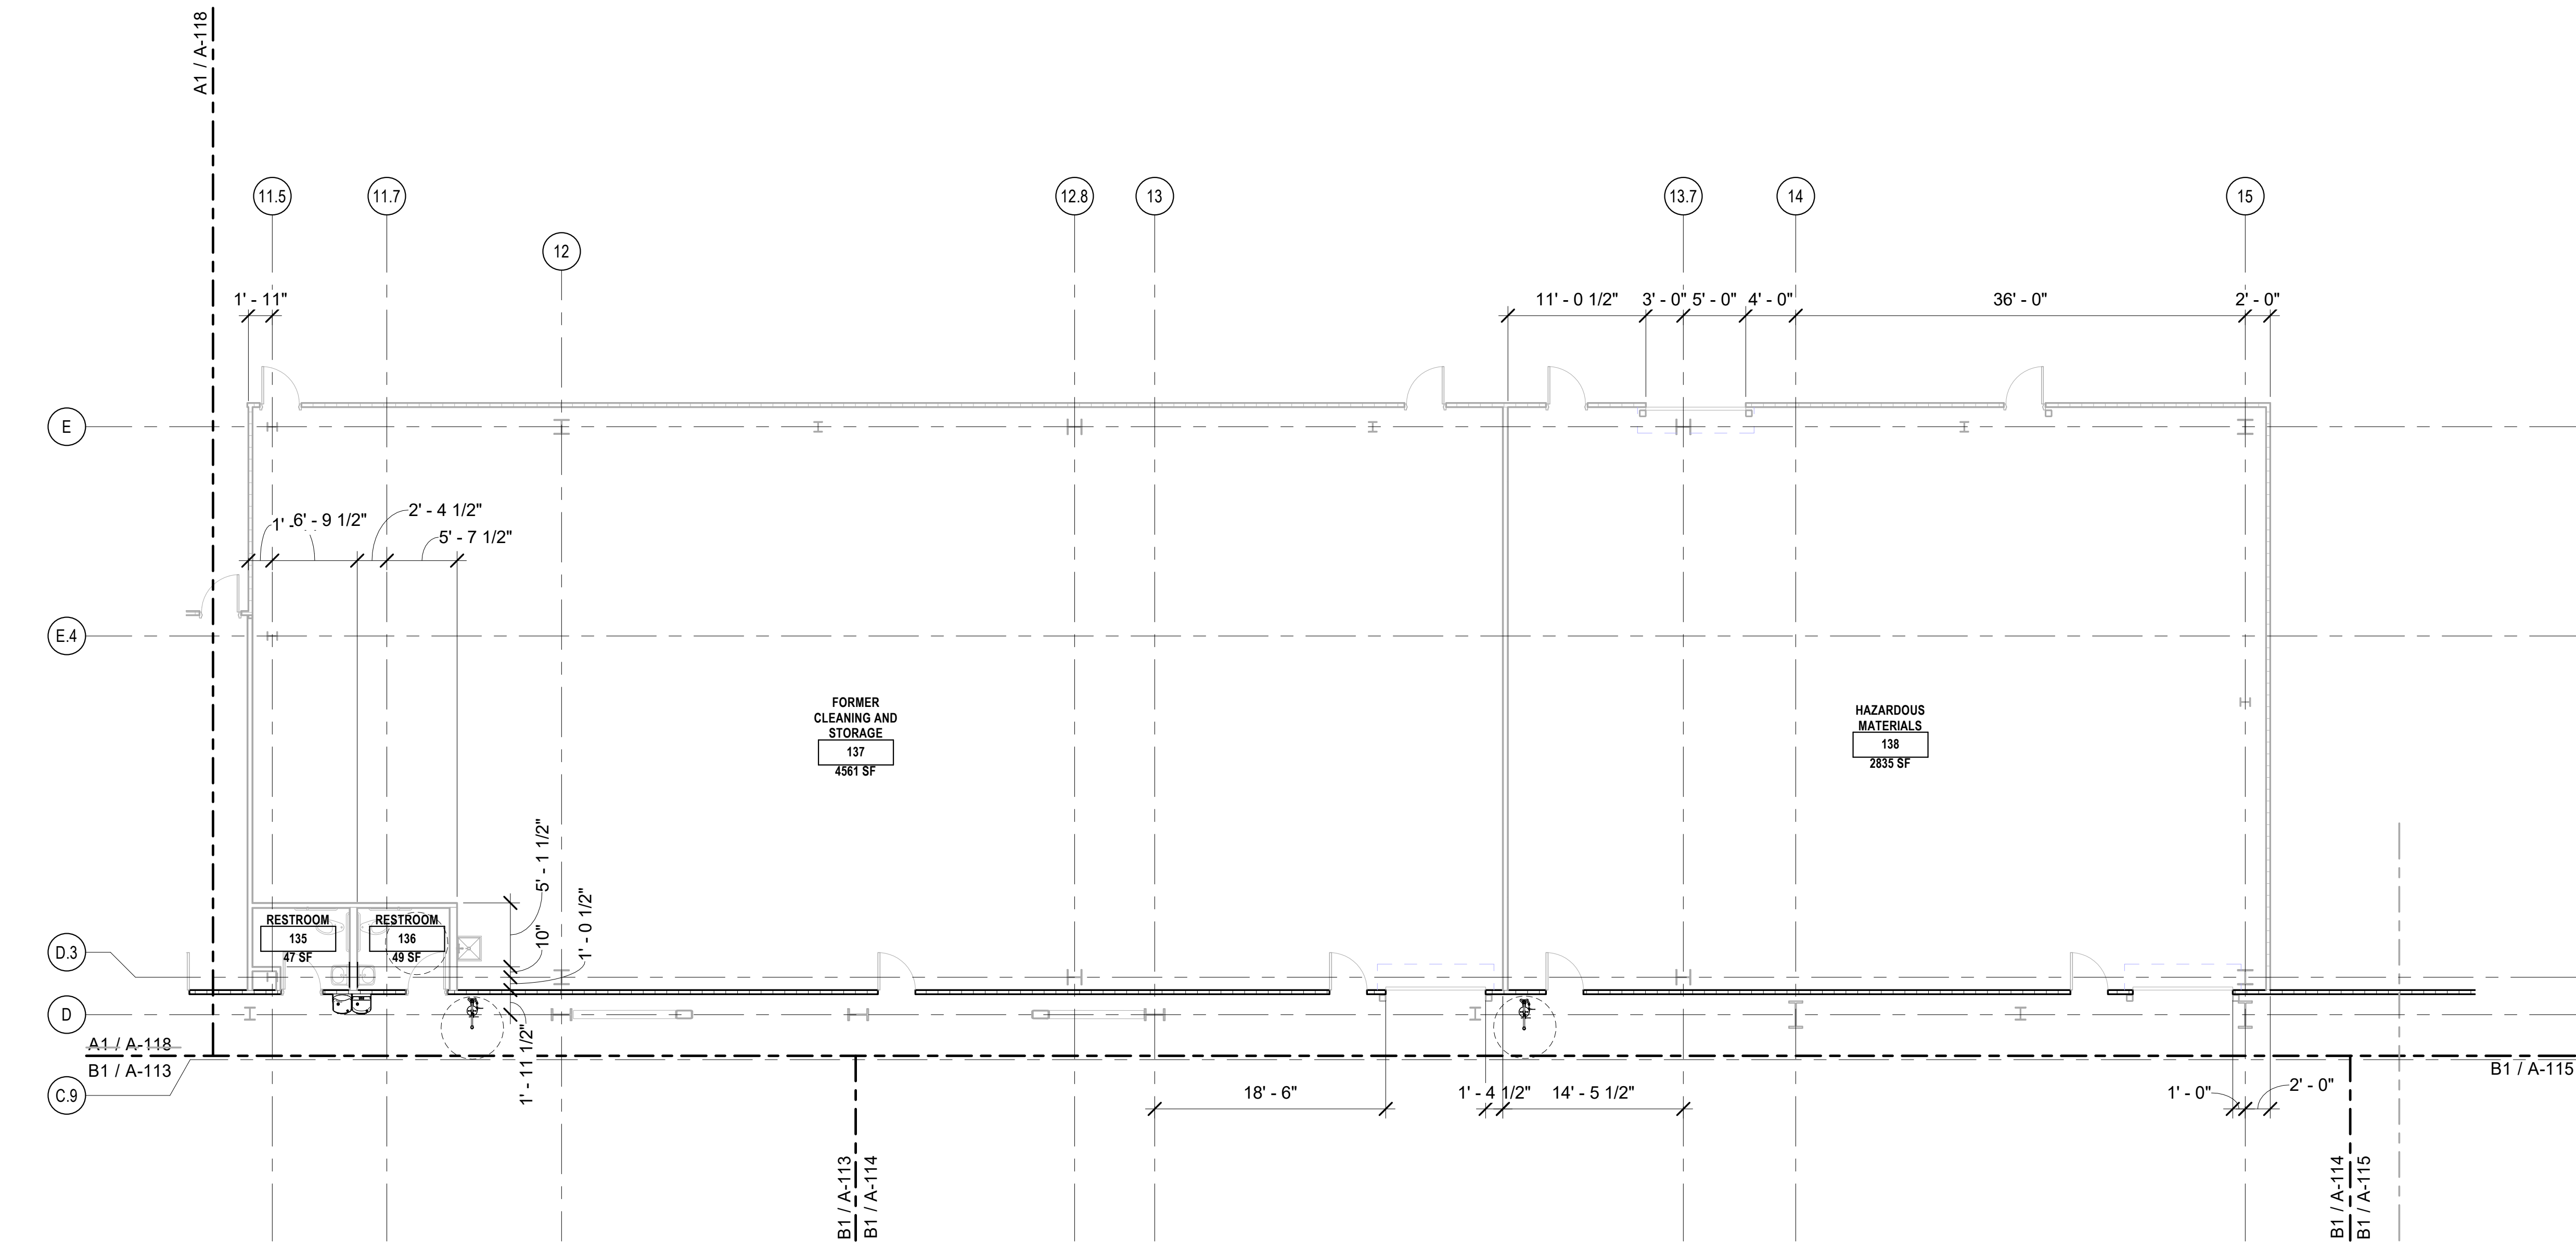 A1 / A-118
11.5
11.7
12.8
13
13.7
14
15
12
1' - 11"
11' - 0 1/2"
3' - 0"
5' - 0"
4' - 0"
36' - 0"
2' - 0"
E
2' - 4 1/2"
1' -
6' - 9 1/2"
5' - 7 1/2"
E.4
FORMER
CLEANING AND
STORAGE
137
4561 SF
HAZARDOUS
MATERIALS
138
2835 SF
5' - 1 1/2"
10"
1' - 0 1/2"
RESTROOM
135
47 SF
RESTROOM
136
49 SF
D.3
D
A1 / A-118
B1 / A-113
C.9
1' - 11 1/2"
B1 / A-115
18' - 6"
1' - 4 1/2"
14' - 5 1/2"
1' - 0"
2' - 0"
B1 / A-113
B1 / A-114
B1 / A-114
B1 / A-115